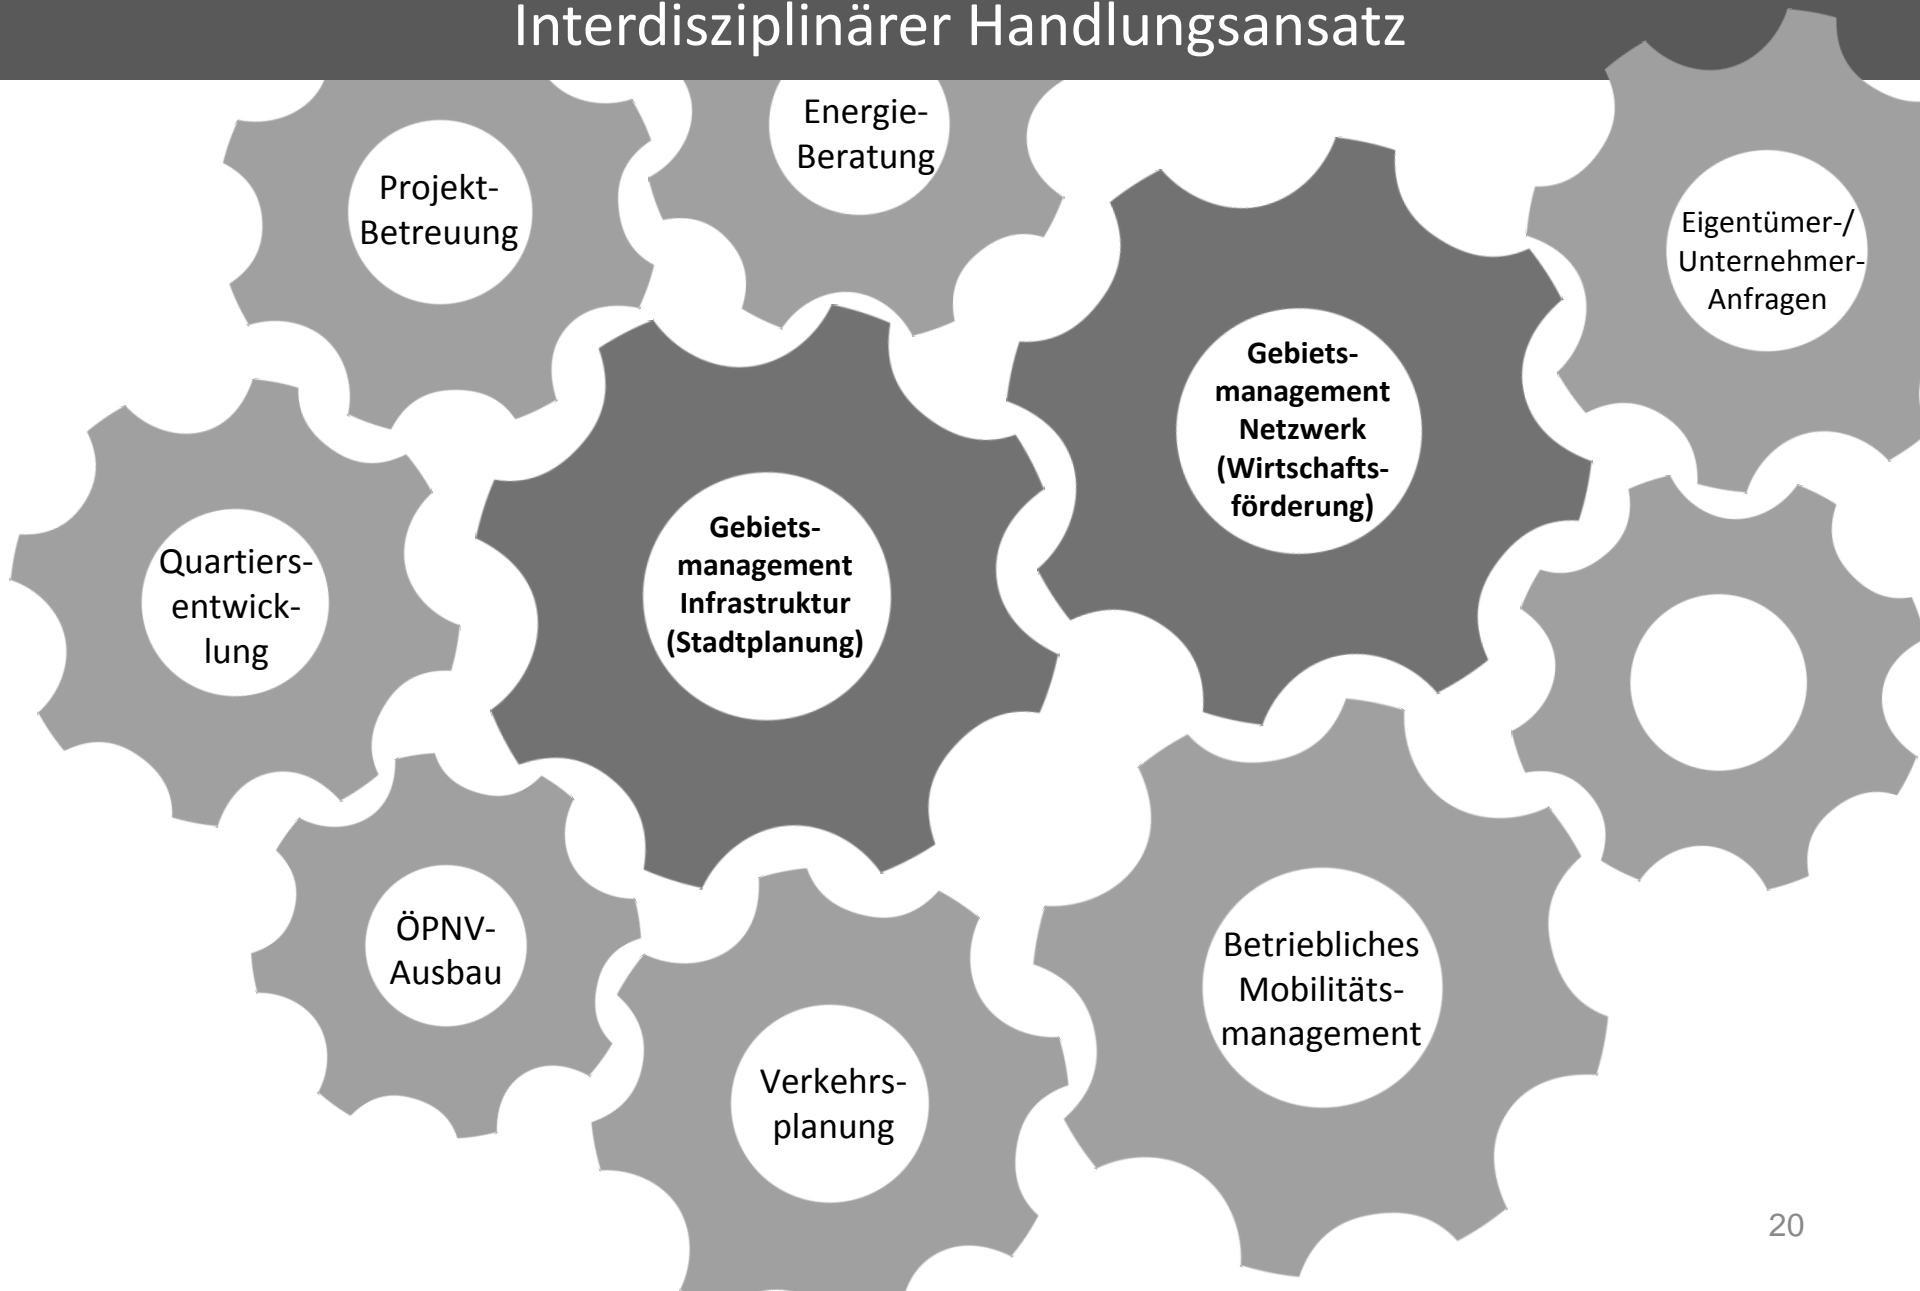 Interdisziplinärer Handlungsansatz
Energie-
Beratung
Projekt-
Betreuung
Eigentümer-/
Unternehmer-
Anfragen
Gebiets-
management
Netzwerk
(Wirtschafts-
förderung)
Gebiets-
management
Infrastruktur
(Stadtplanung)
Quartiers-
entwick-
lung
ÖPNV-
Ausbau
Betriebliches
Mobilitäts-
management
Verkehrs-
planung
20